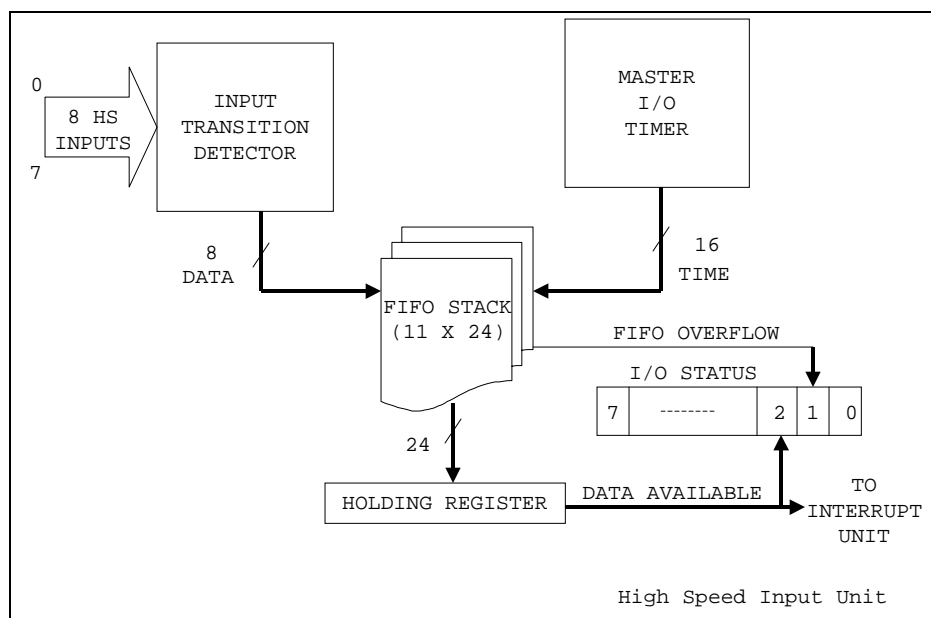 0
8 HS
INPUTS
7
INPUT
TRANSITION
DETECTOR
MASTER
I/O
TIMER
8
DATA
16
TIME
FIFO STACK
(11 X 24)
FIFO OVERFLOW
I/O STATUS
7 -------- 2 1 0
24
HOLDING REGISTER
DATA AVAILABLE
TO
INTERRUPT
UNIT
High Speed Input Unit